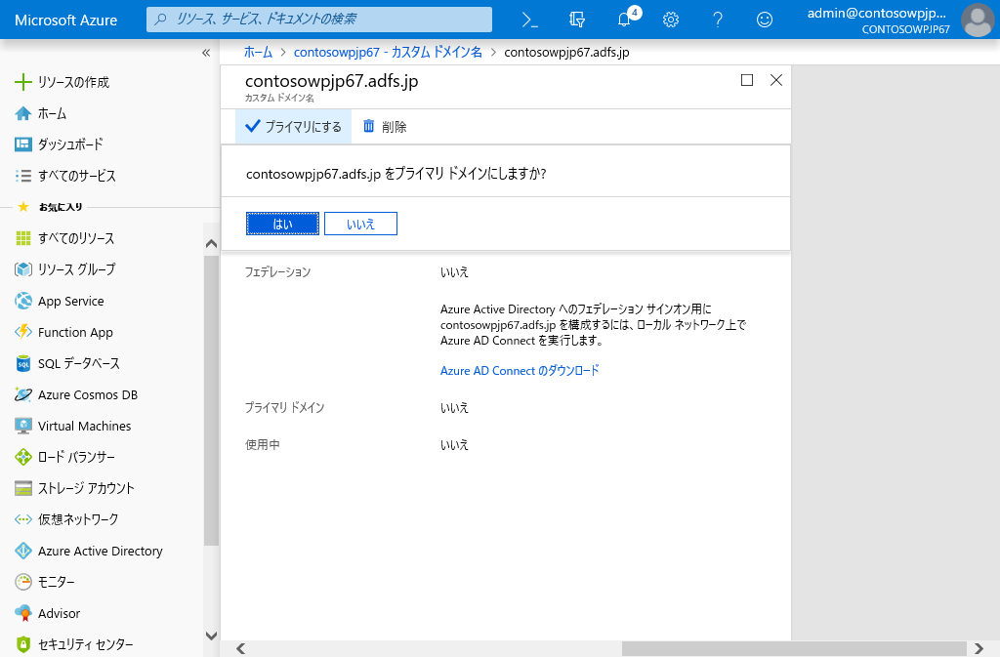 Microsoft Azure
リソース、サービス、ドキュメントの検索
4
admin@contosowpjp...
CONTOSOWPJP67
ホーム > contosowpjp67 - カスタム ドメイン名 > contosowpjp67.adfs.jp
リソースの作成
ホーム
ダッシュボード
すべてのサービス
お気に入り
すべてのリソース
リソース グループ
App Service
Function App
SQL データベース
Azure Cosmos DB
Virtual Machines
ロード バランサー
ストレージ アカウント
仮想ネットワーク
Azure Active Directory
モニター
Advisor
セキュリティ センター
contosowpjp67.adfs.jp
カスタム ドメイン名
プライマリにする
削除
contosowpjp67.adfs.jp をプライマリ ドメインにしますか?
はい
いいえ
フェデレーション
いいえ
Azure Active Directory へのフェデレーション サインオン用に
contosowpjp67.adfs.jp を構成するには、ローカル ネットワーク上で
Azure AD Connect を実行します。
Azure AD Connect のダウンロード
プライマリ ドメイン
いいえ
使用中
いいえ